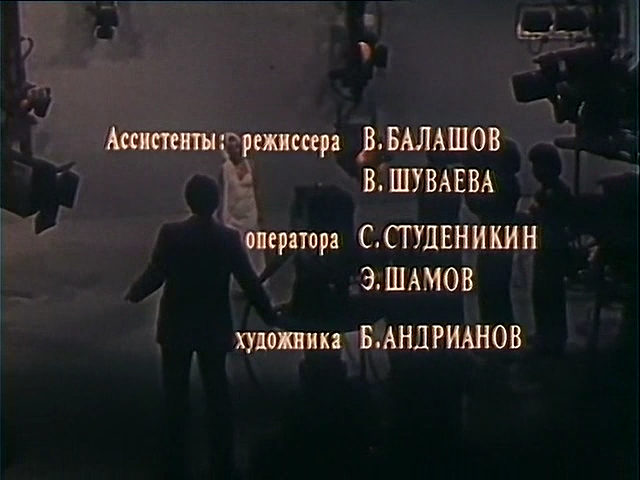 Ассистенты: режиссера В. БАЛАШОВ
В. ШУВАЕВА
оператора С. СТУДЕНИКИН
Э. ШАМОВ
художника Б. АНДРИАНОВ